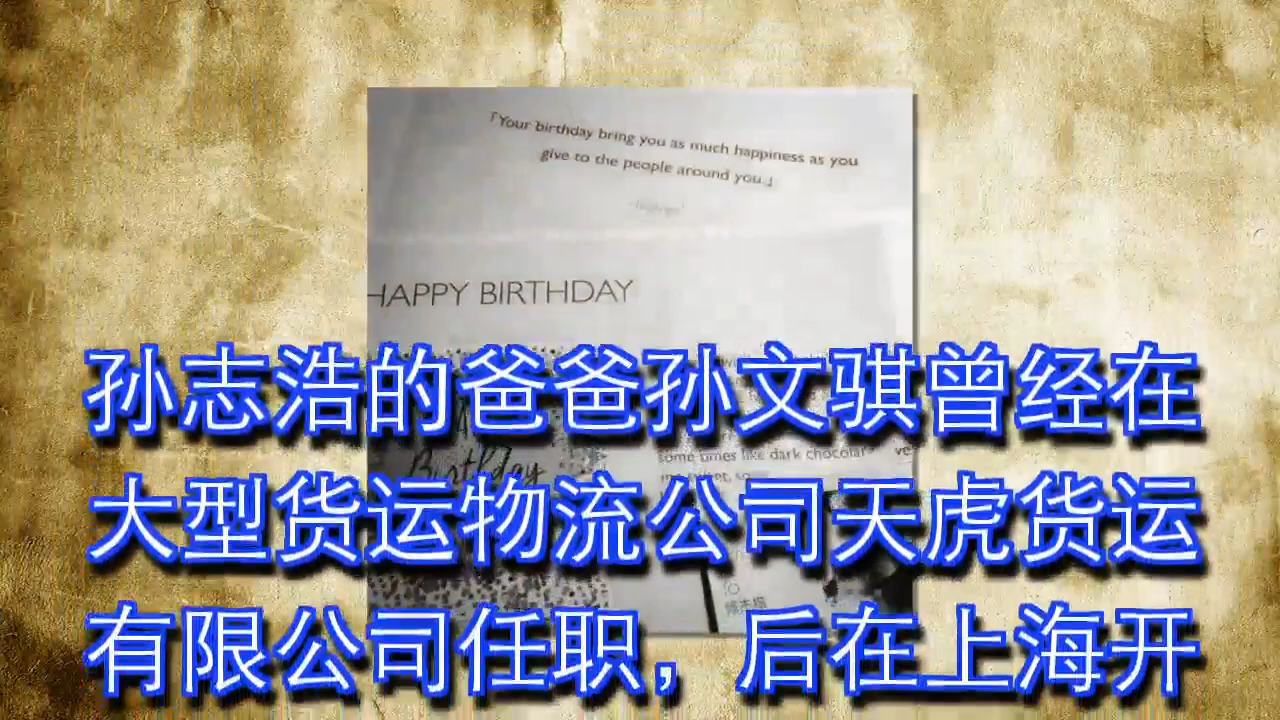 「Your birthday bring you as much happiness as you
give to the people around you.」
HAPPY BIRTHDAY
孙志浩的爸爸孙文骐曾经在
Birthday
some times like dark chocolat
大型货运物流公司天虎货运
有限公司任职，后在上海开